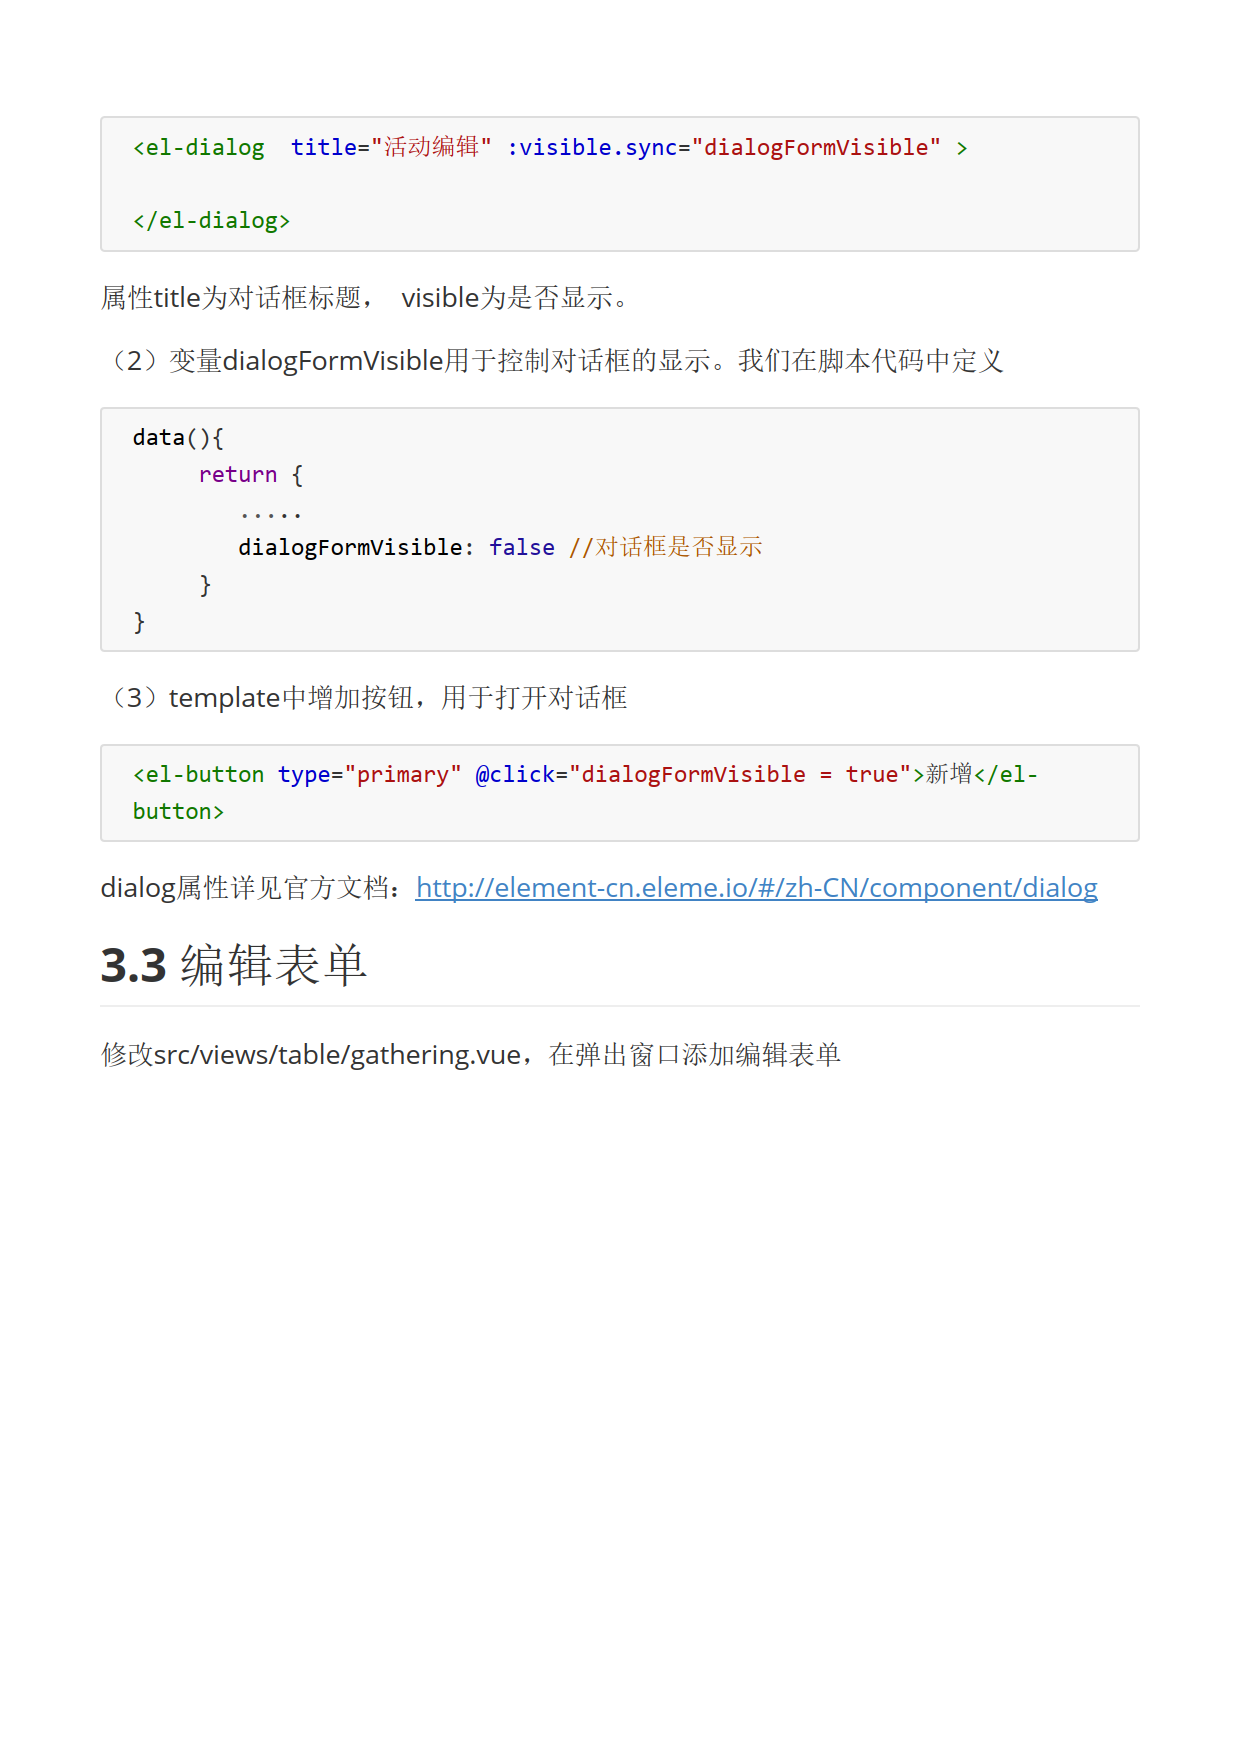 <el-dialog  title="活动编辑" :visible.sync="dialogFormVisible" >
</el-dialog>
属性title为对话框标题， visible为是否显示。
（2）变量dialogFormVisible用于控制对话框的显示。我们在脚本代码中定义
data(){
     return {
        .....
        dialogFormVisible: false //对话框是否显示
     }
}
（3）template中增加按钮，用于打开对话框
<el-button type="primary" @click="dialogFormVisible = true">新增</el-
button>
dialog属性详见官方文档：http://element-cn.eleme.io/#/zh-CN/component/dialog
3.3 编辑表单
修改src/views/table/gathering.vue，在弹出窗口添加编辑表单